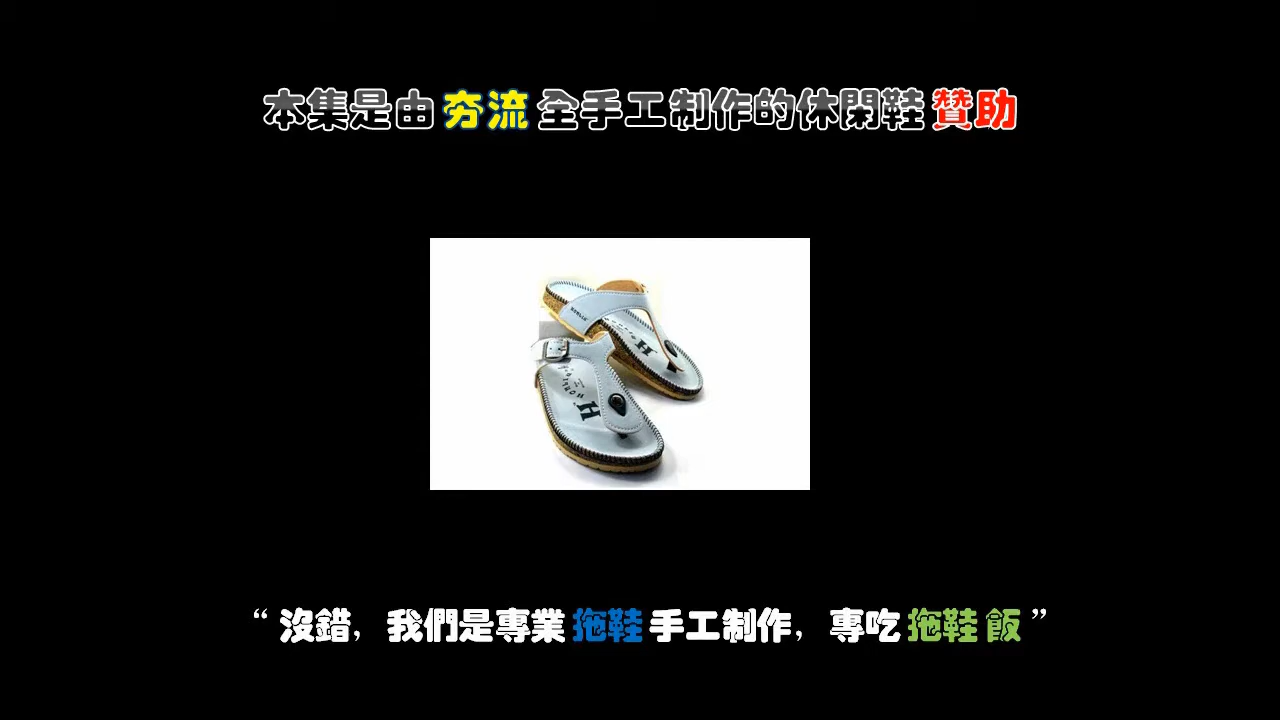 本集是由 夯流 全手工制作的休閑鞋 贊助
H
H
“ 沒錯，我們是專業 拖鞋 手工制作，專吃 拖鞋 飯 ”